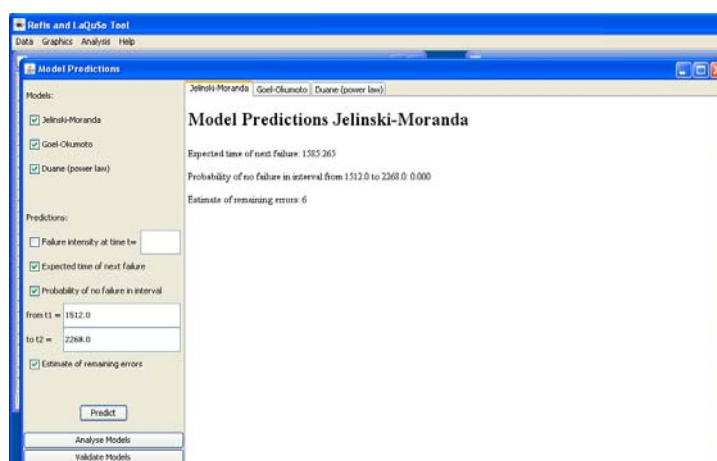 Refis and LaQuSo Tool
Data Graphics Analysis Help
Model Predictions
Models:
Jelinski-Moranda
Goel-Okumoto
Duane (power law)
Predictions:
Failure intensity at time t=
Expected time of next failure
Probability of no failure in interval
from t1 = 1512.0
to t2 = 2268.0
Estimate of remaining errors
Predict
Analyse Models
Validate Models
Jelinski-Moranda Goel-Okumoto Duane (power law)
Model Predictions Jelinski-Moranda
Expected time of next failure: 1585.265
Probability of no failure in interval from 1512.0 to 2268.0: 0.000
Estimate of remaining errors: 6